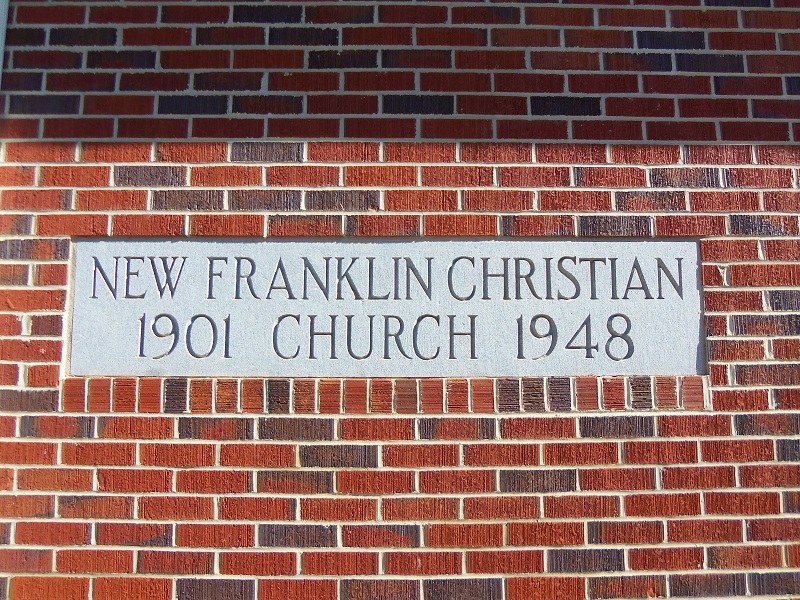 NEW FRANKLIN CHRISTIAN
1901 CHURCH 1948